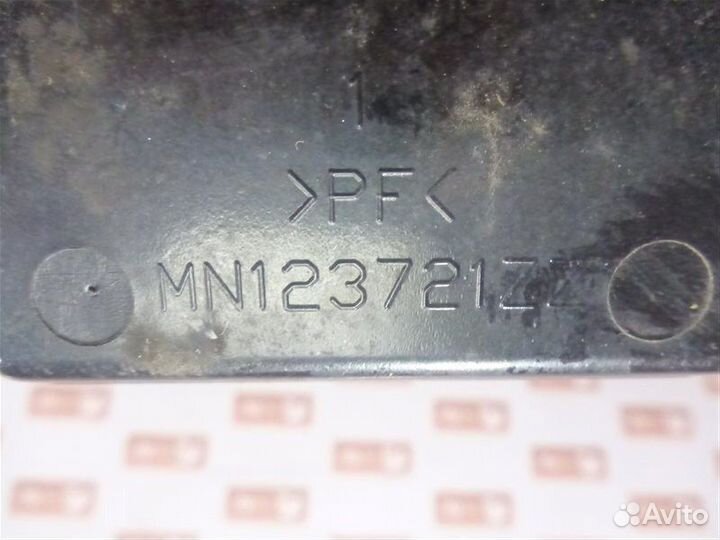 1
>PF<
MN123721ZZ
Avito